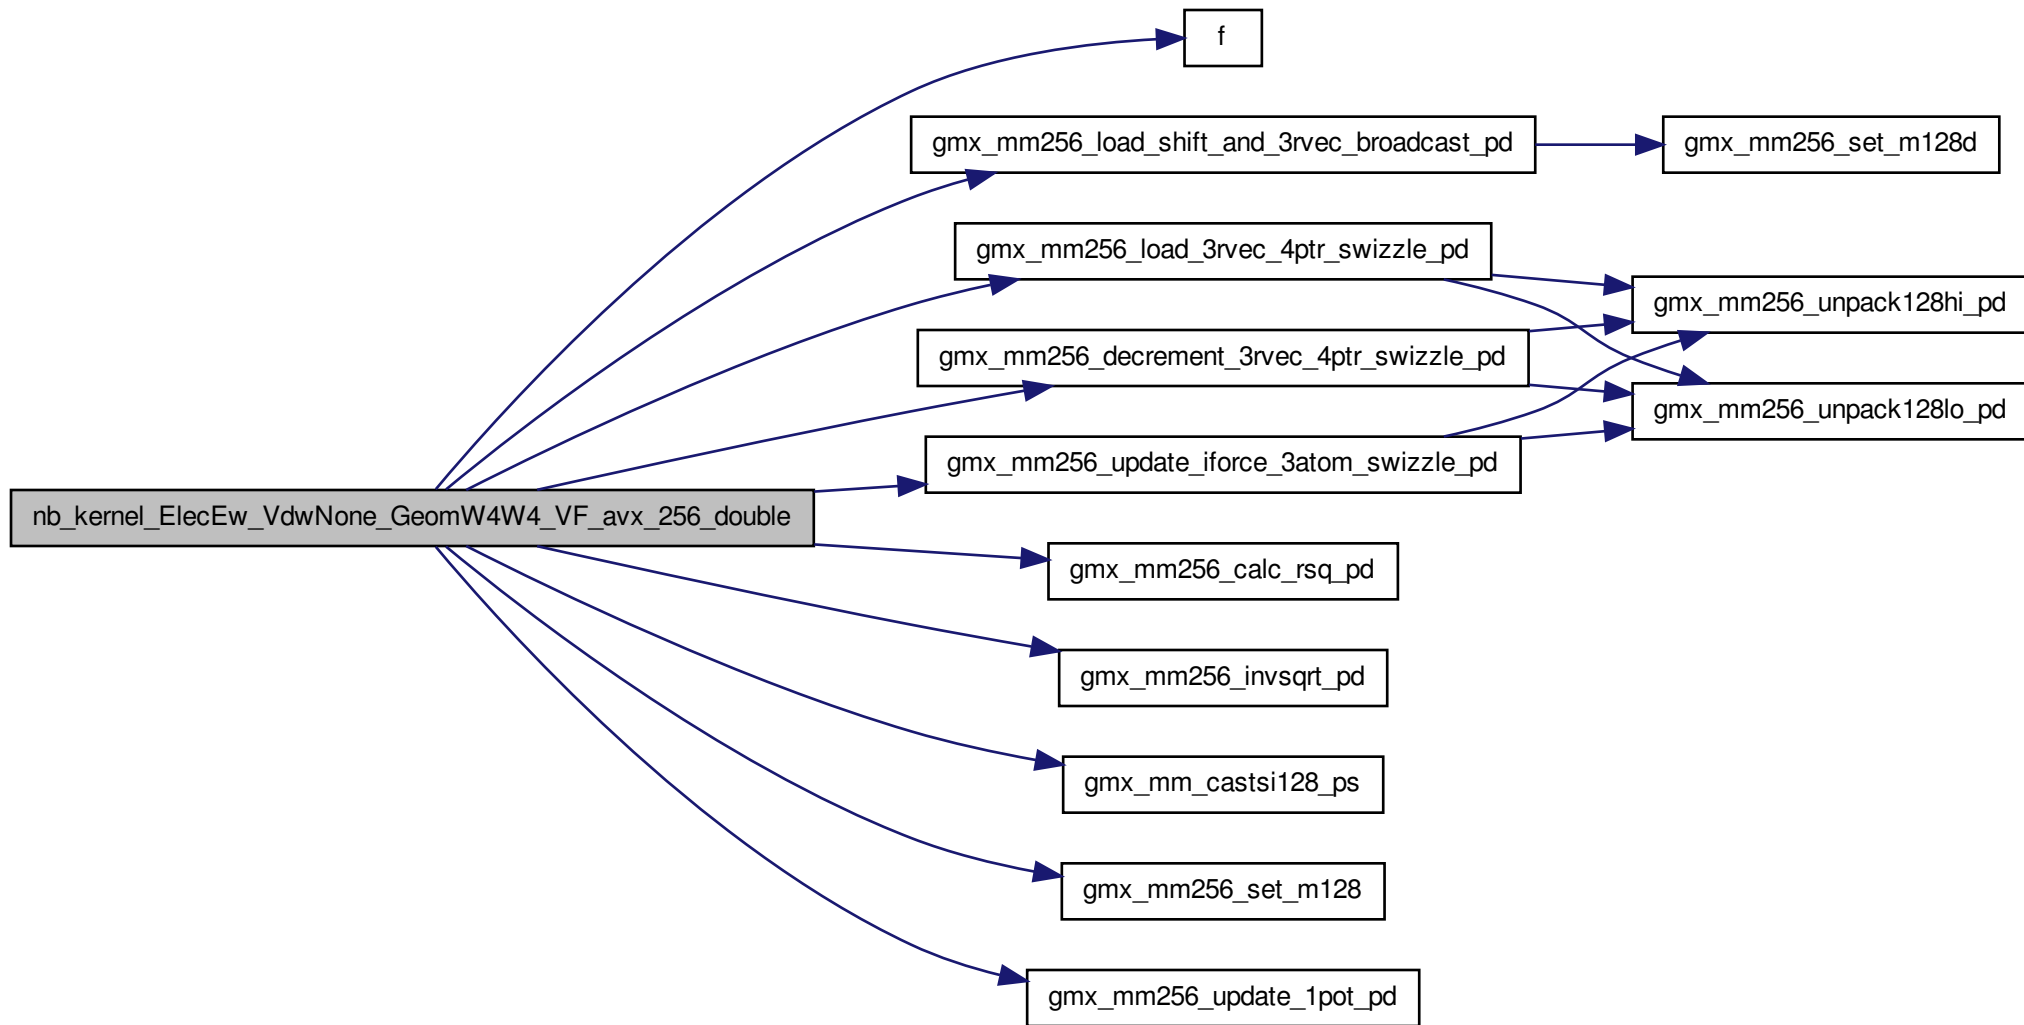 f
gmx_mm256_load_shift_and_3rvec_broadcast_pd
gmx_mm256_set_m128d
gmx_mm256_load_3rvec_4ptr_swizzle_pd
gmx_mm256_unpack128hi_pd
gmx_mm256_decrement_3rvec_4ptr_swizzle_pd
gmx_mm256_unpack128lo_pd
gmx_mm256_update_iforce_3atom_swizzle_pd
nb_kernel_ElecEw_VdwNone_GeomW4W4_VF_avx_256_double
gmx_mm256_calc_rsq_pd
gmx_mm256_invsqrt_pd
gmx_mm_castsi128_ps
gmx_mm256_set_m128
gmx_mm256_update_1pot_pd